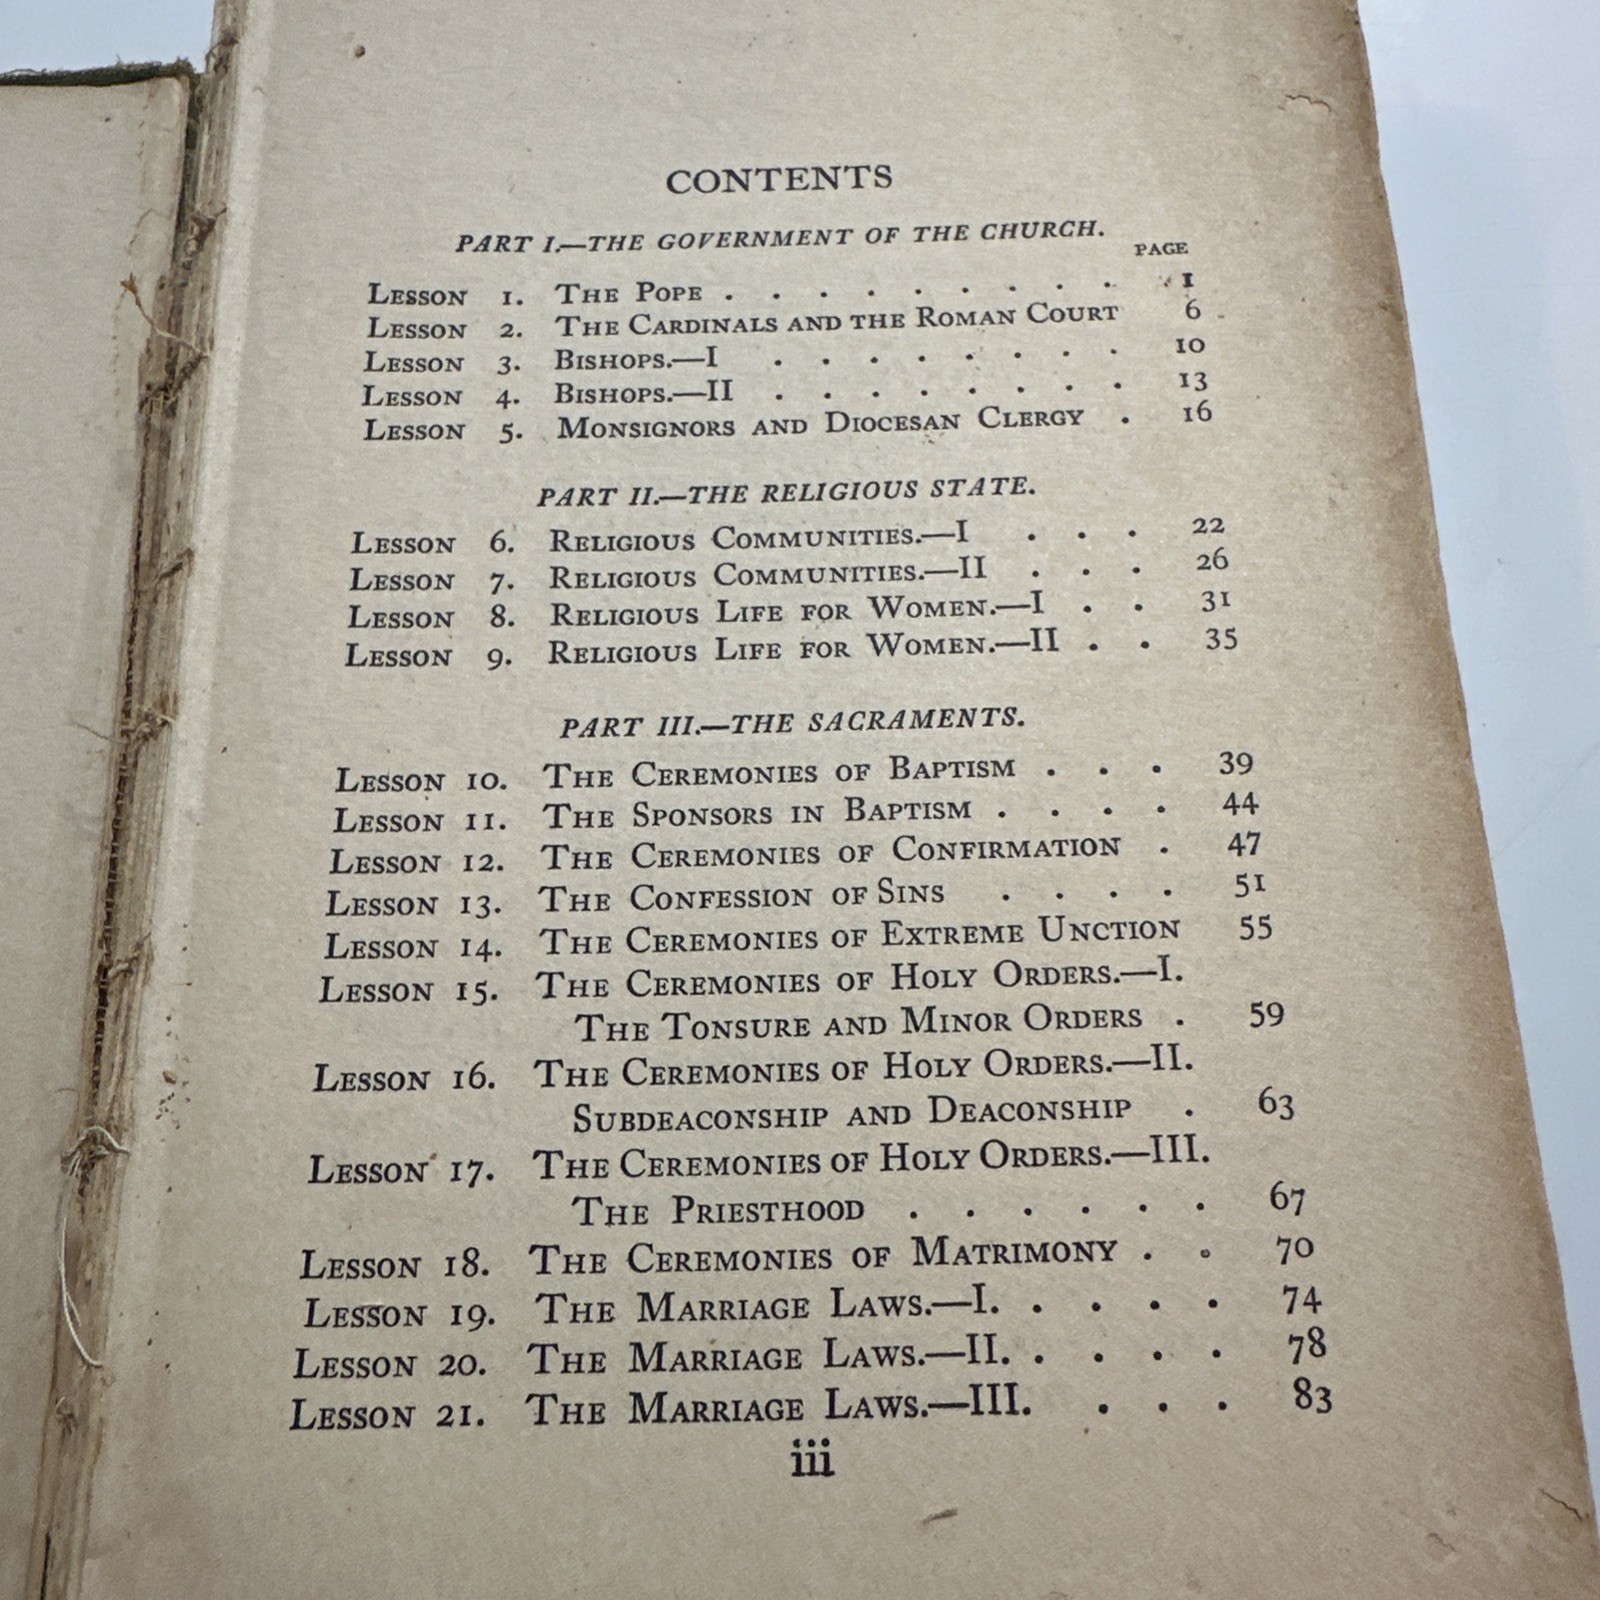 CONTENTS
PART I.—THE GOVERNMENT OF THE CHURCH.
PAGE
LESSON 1. THE POPE . . . . . . . . . 1
LESSON 2. THE CARDINALS AND THE ROMAN COURT 6
LESSON 3. BISHOPS.—I . . . . . . . . 10
LESSON 4. BISHOPS.—II . . . . . . . . 13
LESSON 5. MONSIGNORS AND DIOCESAN CLERGY . 16
PART II.—THE RELIGIOUS STATE.
LESSON 6. RELIGIOUS COMMUNITIES.—I . . . 22
LESSON 7. RELIGIOUS COMMUNITIES.—II . . . 26
LESSON 8. RELIGIOUS LIFE FOR WOMEN.—I . . 31
LESSON 9. RELIGIOUS LIFE FOR WOMEN.—II . . 35
PART III.—THE SACRAMENTS.
LESSON 10. THE CEREMONIES OF BAPTISM . . . 39
LESSON 11. THE SPONSORS IN BAPTISM . . . . 44
LESSON 12. THE CEREMONIES OF CONFIRMATION . 47
LESSON 13. THE CONFESSION OF SINS . . . . 51
LESSON 14. THE CEREMONIES OF EXTREME UNCTION 55
LESSON 15. THE CEREMONIES OF HOLY ORDERS.—I.
THE TONSURE AND MINOR ORDERS . 59
LESSON 16. THE CEREMONIES OF HOLY ORDERS.—II.
SUBDEACONSHIP AND DEACONSHIP . 63
LESSON 17. THE CEREMONIES OF HOLY ORDERS.—III.
THE PRIESTHOOD . . . . . . 67
LESSON 18. THE CEREMONIES OF MATRIMONY . . 70
LESSON 19. THE MARRIAGE LAWS.—I. . . . . 74
LESSON 20. THE MARRIAGE LAWS.—II. . . . . 78
LESSON 21. THE MARRIAGE LAWS.—III. . . . 83
iii